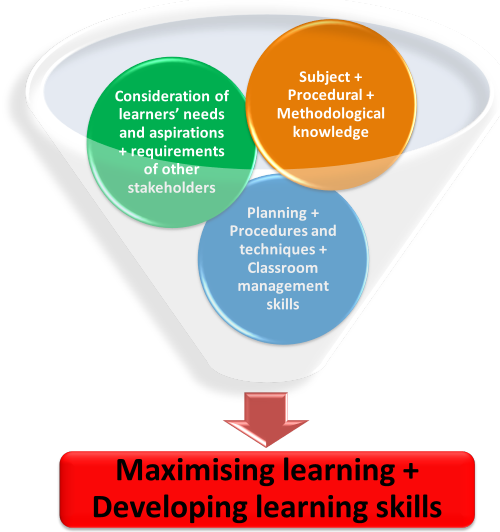 Consideration of
learners’ needs
and aspirations
+ requirements
of other
stakeholders
Subject +
Procedural +
Methodological
knowledge
Planning +
Procedures and
techniques +
Classroom
management
skills
Maximising learning +
Developing learning skills